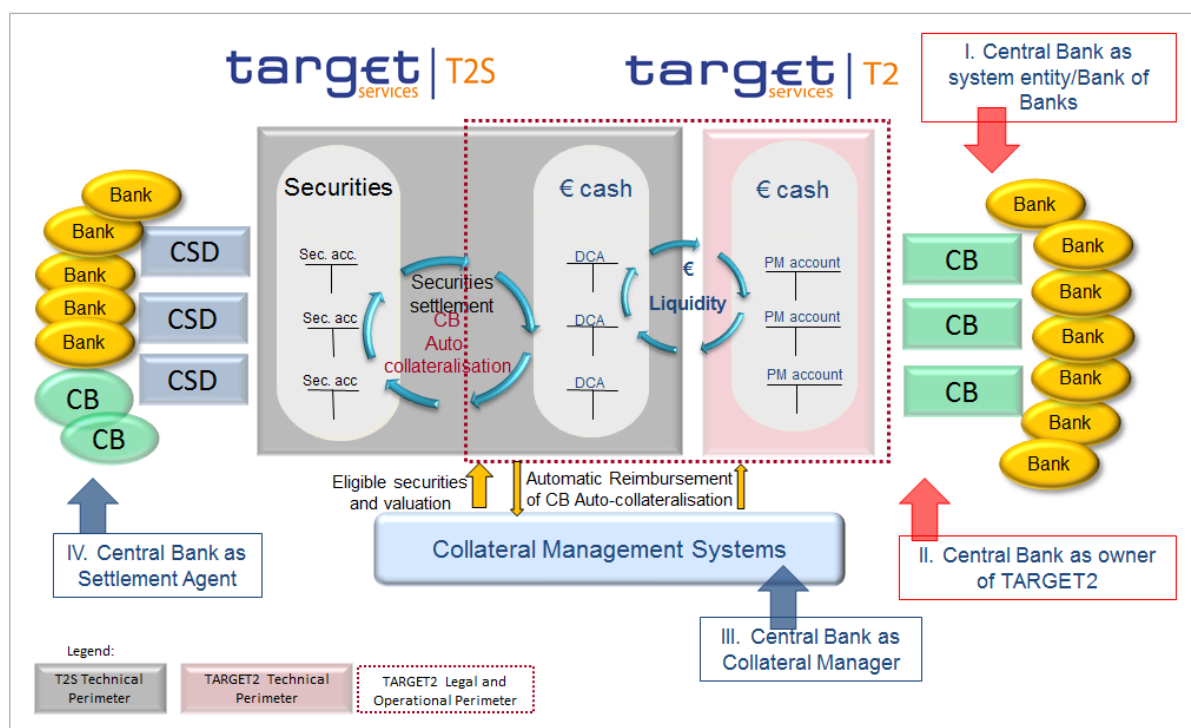 target
services
T2S
target
services
T2
I. Central Bank as
system entity/Bank of
Banks
Bank
Bank
Bank
Bank
Bank
CSD
CSD
CSD
CB
CB
Securities
Sec. acc.
Sec. acc
Sec. acc
Securities
settlement
CB
Auto-
collateralisation
€ cash
DCA
DCA
DCA
€
Liquidity
€ cash
PM account
PM account
PM account
CB
CB
CB
Bank
Bank
Bank
Bank
Bank
Bank
Bank
Eligible securities
and valuation
Automatic Reimbursement
of CB Auto-collateralisation
Collateral Management Systems
IV. Central Bank as
Settlement Agent
II. Central Bank as owner
of TARGET2
III. Central Bank as
Collateral Manager
Legend:
T2S Technical
Perimeter
TARGET2 Technical
Perimeter
TARGET2 Legal and
Operational Perimeter